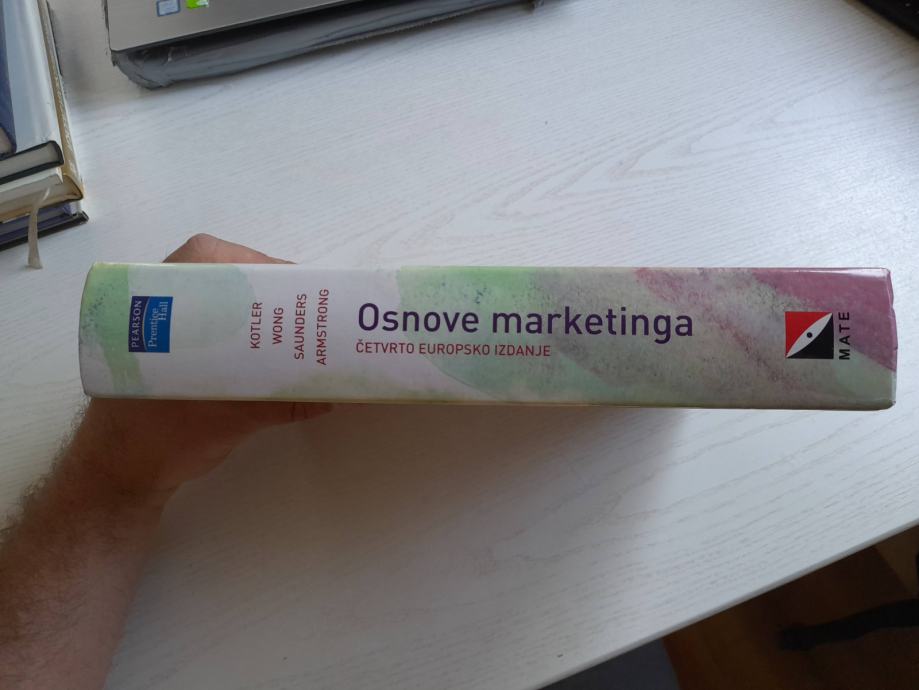 PEARSON
Prentice
Hall
KOTLER
WONG
SAUNDERS
ARMSTRONG
Osnove marketinga
ČETVRTO EUROPSKO IZDANJE
MATE